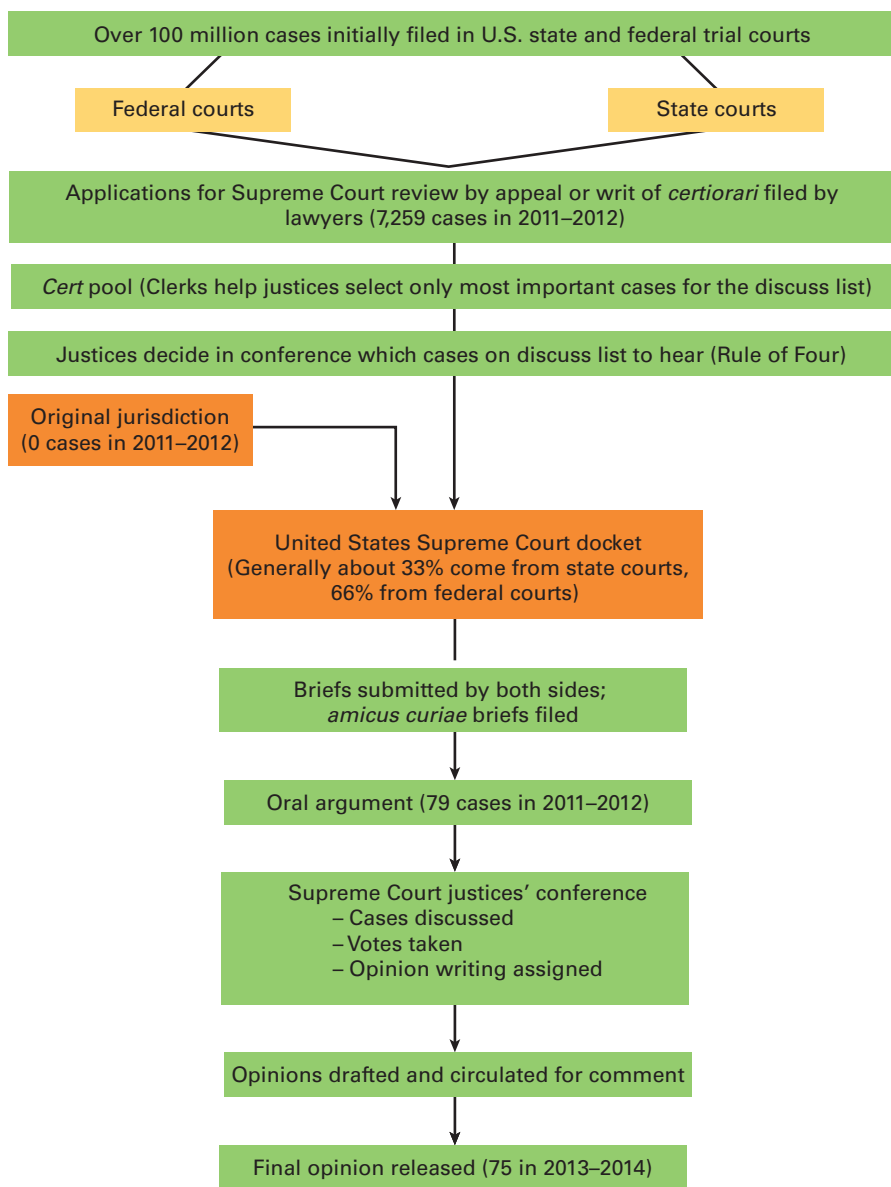 Over 100 million cases initially filed in U.S. state and federal trial courts
Federal courts
State courts
Applications for Supreme Court review by appeal or writ of certiorari filed by
lawyers (7,259 cases in 2011–2012)
Cert pool (Clerks help justices select only most important cases for the discuss list)
Justices decide in conference which cases on discuss list to hear (Rule of Four)
Original jurisdiction
(0 cases in 2011–2012)
United States Supreme Court docket
(Generally about 33% come from state courts,
66% from federal courts)
Briefs submitted by both sides;
amicus curiae briefs filed
Oral argument (79 cases in 2011–2012)
Supreme Court justices’ conference
– Cases discussed
– Votes taken
– Opinion writing assigned
Opinions drafted and circulated for comment
Final opinion released (75 in 2013–2014)